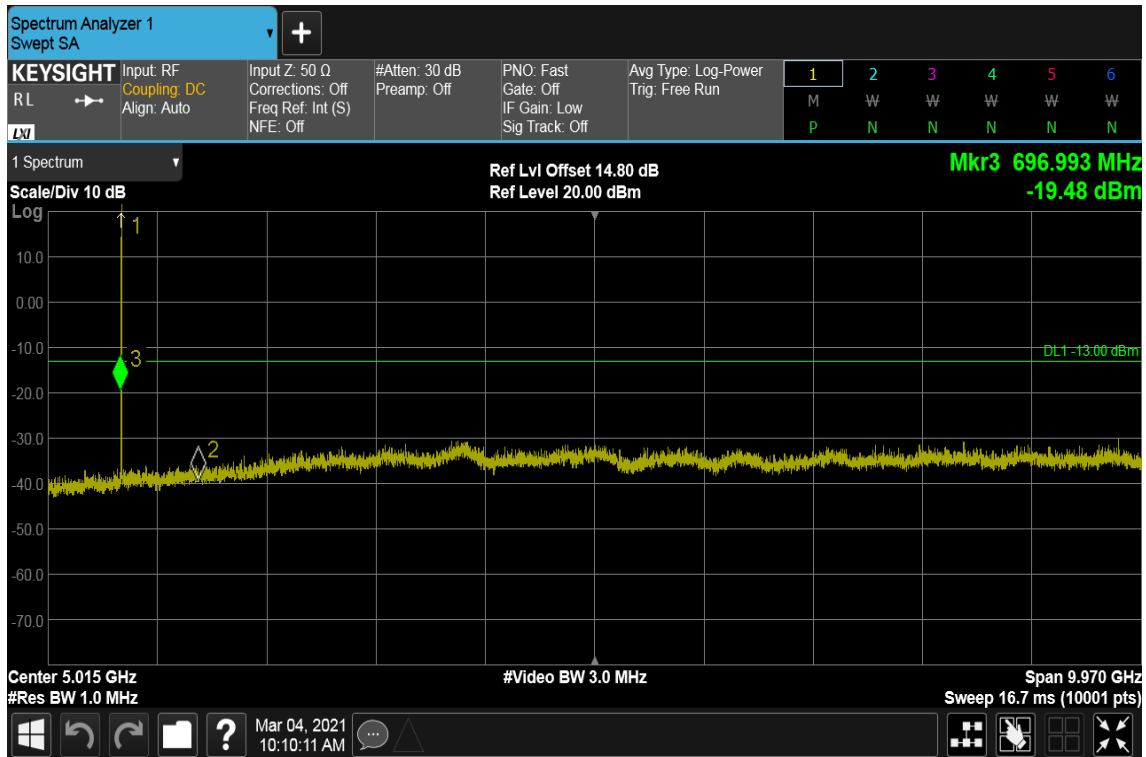 Spectrum Analyzer 1
Swept SA
+
KEYSIGHT
RL
LXI
Input: RF
Coupling: DC
Align: Auto
Input Z: 50 Ω
Corrections: Off
Freq Ref: Int (S)
NFE: Off
#Atten: 30 dB
Preamp: Off
PNO: Fast
Gate: Off
IF Gain: Low
Sig Track: Off
Avg Type: Log-Power
Trig: Free Run
1 2 3 4 5 6
M W W W W W
P N N N N N
1 Spectrum
Scale/Div 10 dB
Log
Ref Lvl Offset 14.80 dB
Ref Level 20.00 dBm
Mkr3 696.993 MHz
-19.48 dBm
1
10.0
0.00
-10.0
3
DL1 -13.00 dBm
-20.0
-30.0
2
-40.0
-50.0
-60.0
-70.0
Center 5.015 GHz
#Video BW 3.0 MHz
Span 9.970 GHz
#Res BW 1.0 MHz
Sweep 16.7 ms (10001 pts)
?
Mar 04, 2021
10:10:11 AM